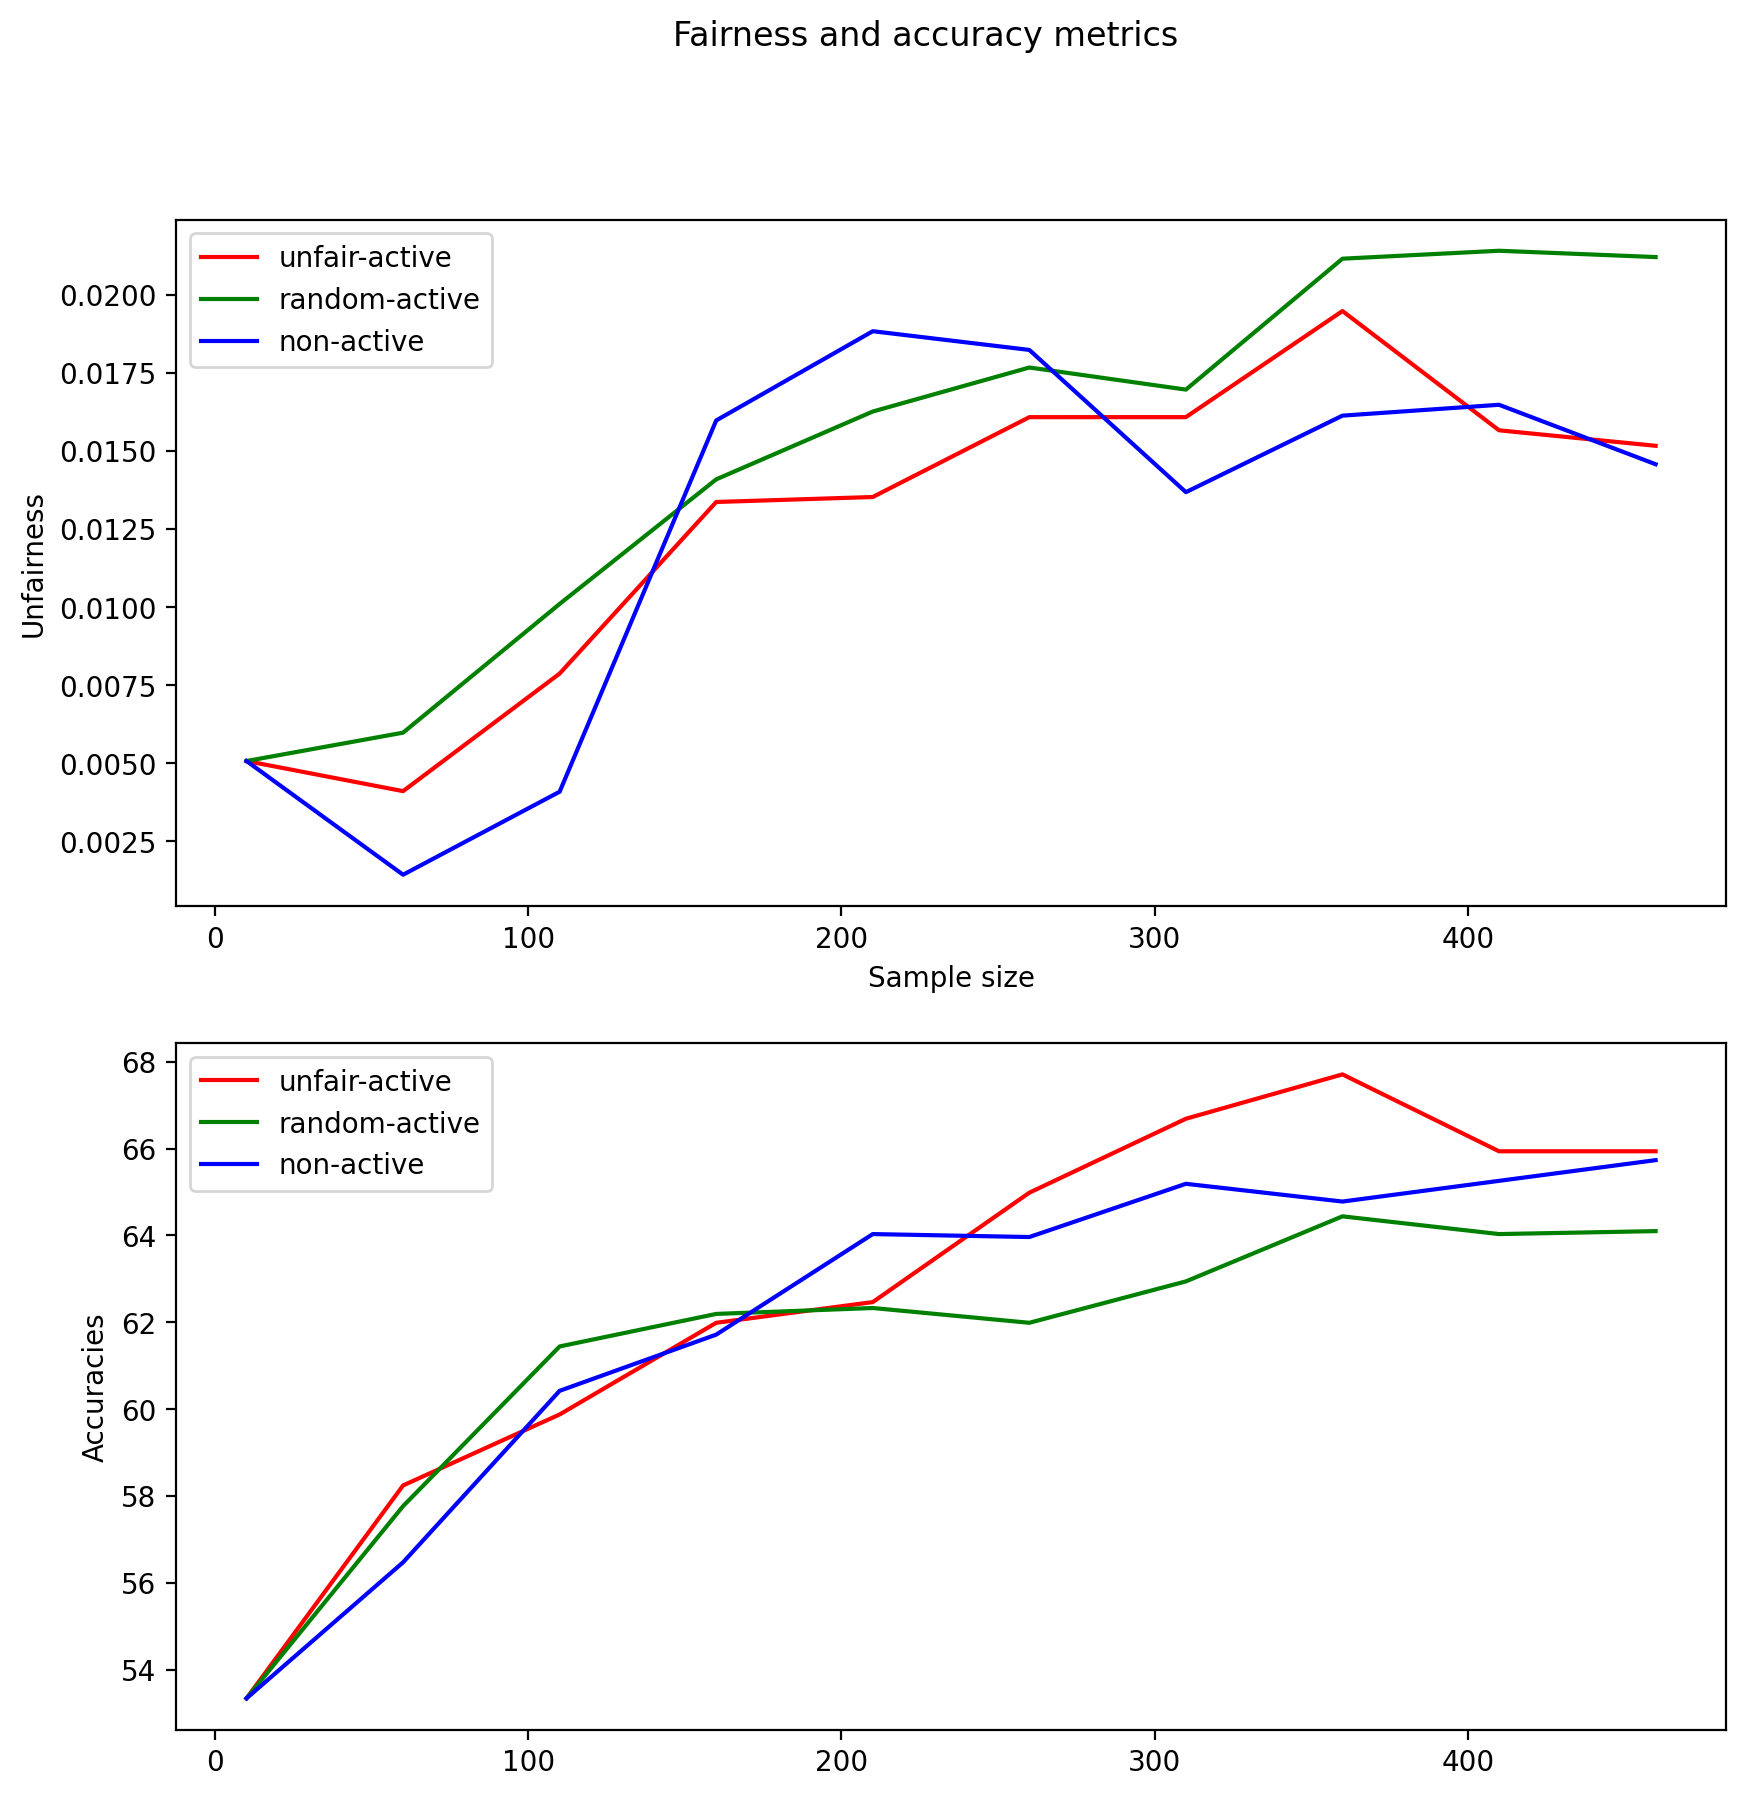 Fairness and accuracy metrics
unfair-active
random-active
non-active
0.0200
0.0175
0.0150
0.0125
0.0100
0.0075
0.0050
0.0025
Unfairness
0 100 200 300 400
Sample size
unfair-active
random-active
non-active
68
66
64
62
60
58
56
54
Accuracies
0 100 200 300 400